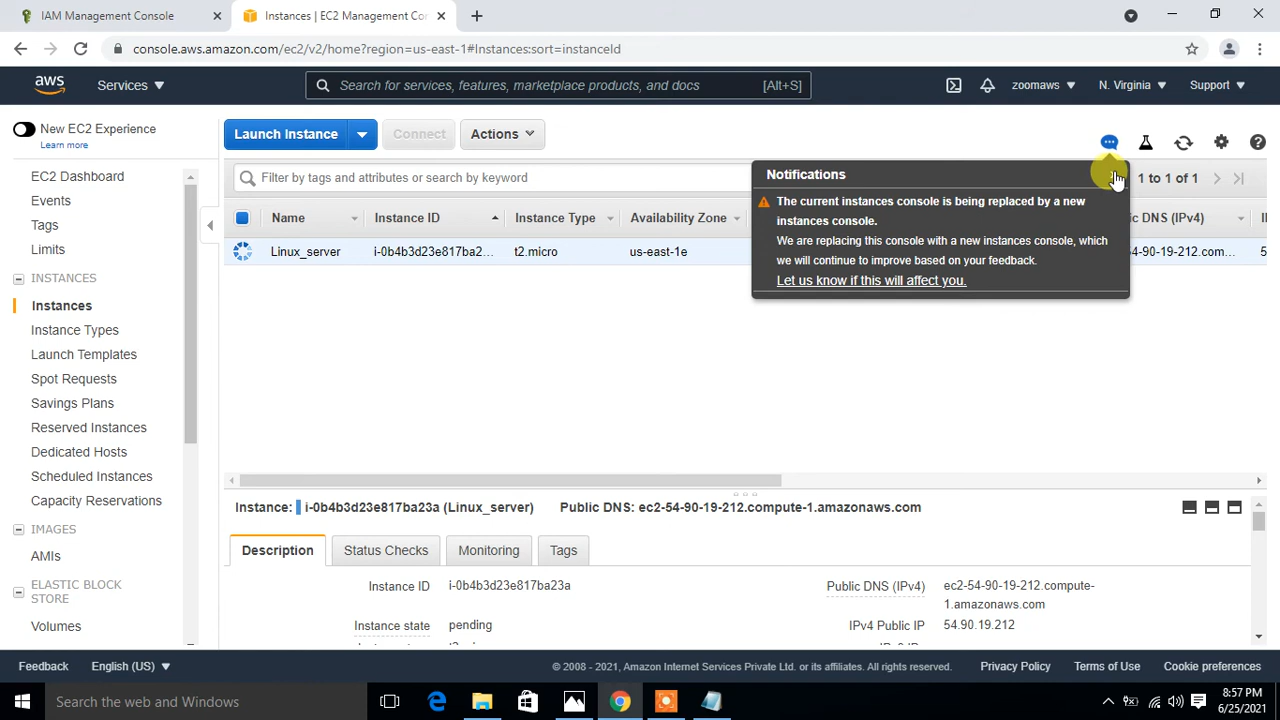 IAM Management Console
Instances | EC2 Management Con
console.aws.amazon.com/ec2/v2/home?region=us-east-1#Instances:sort=instanceId
aws
Services
Search for services, features, marketplace products, and docs
[Alt+S]
zoomaws
N. Virginia
Support
New EC2 Experience
Learn more
EC2 Dashboard
Events
Tags
Limits
INSTANCES
Instances
Instance Types
Launch Templates
Spot Requests
Savings Plans
Reserved Instances
Dedicated Hosts
Scheduled Instances
Capacity Reservations
IMAGES
AMIs
ELASTIC BLOCK
STORE
Volumes
Launch Instance
Connect
Actions
Filter by tags and attributes or search by keyword
1 to 1 of 1
Name
Instance ID
Instance Type
Availability Zone
ic DNS (IPv4)
Linux_server
i-0b4b3d23e817ba2...
t2.micro
us-east-1e
4-90-19-212.com...
5
Notifications
The current instances console is being replaced by a new
instances console.
We are replacing this console with a new instances console, which
we will continue to improve based on your feedback.
Let us know if this will affect you.
Instance: i-0b4b3d23e817ba23a (Linux_server)
Public DNS: ec2-54-90-19-212.compute-1.amazonaws.com
Description
Status Checks
Monitoring
Tags
Instance ID
i-0b4b3d23e817ba23a
Public DNS (IPv4)
ec2-54-90-19-212.compute-
1.amazonaws.com
Instance state
pending
IPv4 Public IP
54.90.19.212
Feedback
English (US)
© 2008 - 2021, Amazon Internet Services Private Ltd. or its affiliates. All rights reserved.
Privacy Policy
Terms of Use
Cookie preferences
Search the web and Windows
8:57 PM
6/25/2021